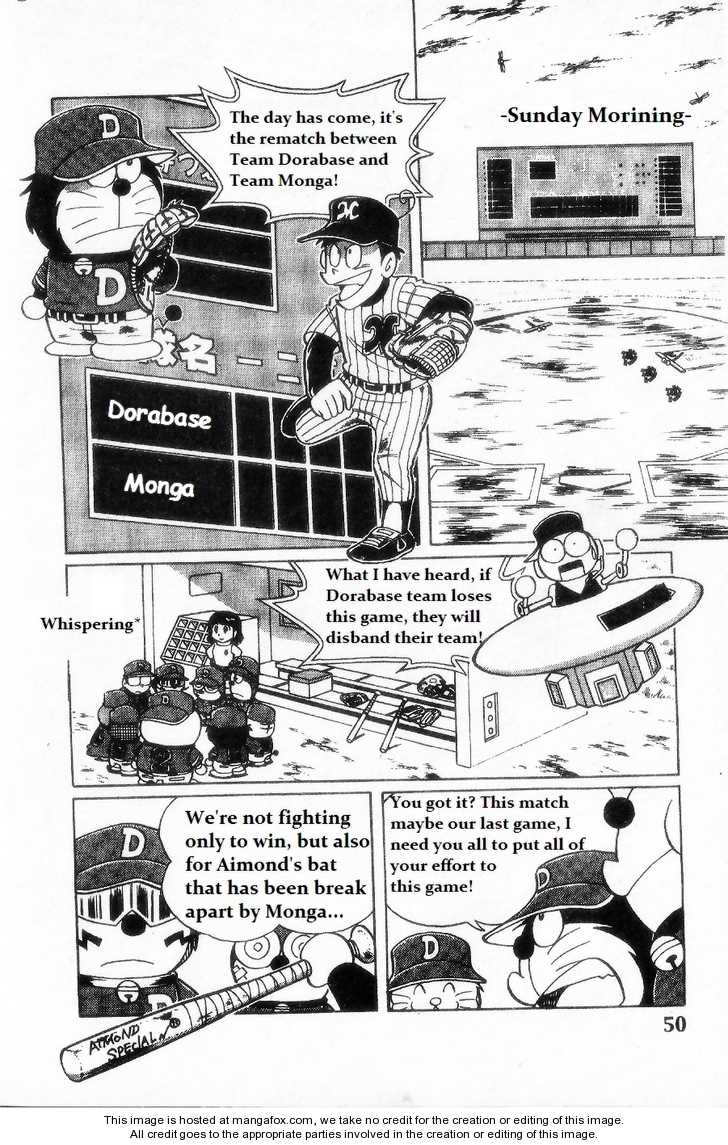 -Sunday Morining-
The day has come, it's
the rematch between
Team Dorabase and
Team Monga!
D
D
隊名 一 二
Dorabase
Monga
What I have heard, if
Dorabase team loses
this game, they will
disband their team!
Whispering*
2
We're not fighting
only to win, but also
for Aimond's bat
that has been break
apart by Monga...
D
D
AIMOND
SPECIAL
You got it? This match
maybe our last game, I
need you all to put all of
your effort to
this game!
D
D
50
This image is hosted at mangafox.com, we take no credit for the creation or editing of this image.
All credit goes to the appropriate parties involved in the creation or editing of this image.